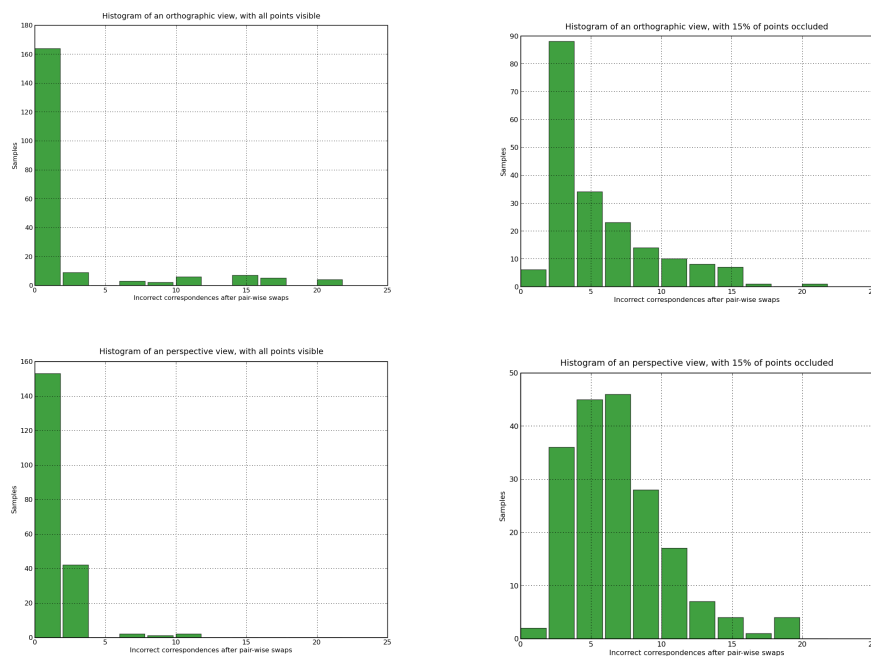 Histogram of an orthographic view, with all points visible
180
160
140
120
100
80
60
40
20
0
Samples
0 5 10 15 20 25
Incorrect correspondences after pair-wise swaps
Histogram of an orthographic view, with 15% of points occluded
90
80
70
60
50
40
30
20
10
0
Samples
0 5 10 15 20
Incorrect correspondences after pair-wise swaps
Histogram of an perspective view, with all points visible
160
140
120
100
80
60
40
20
0
Samples
0 5 10 15 20 25
Incorrect correspondences after pair-wise swaps
Histogram of an perspective view, with 15% of points occluded
50
40
30
20
10
0
Samples
0 5 10 15 20
Incorrect correspondences after pair-wise swaps